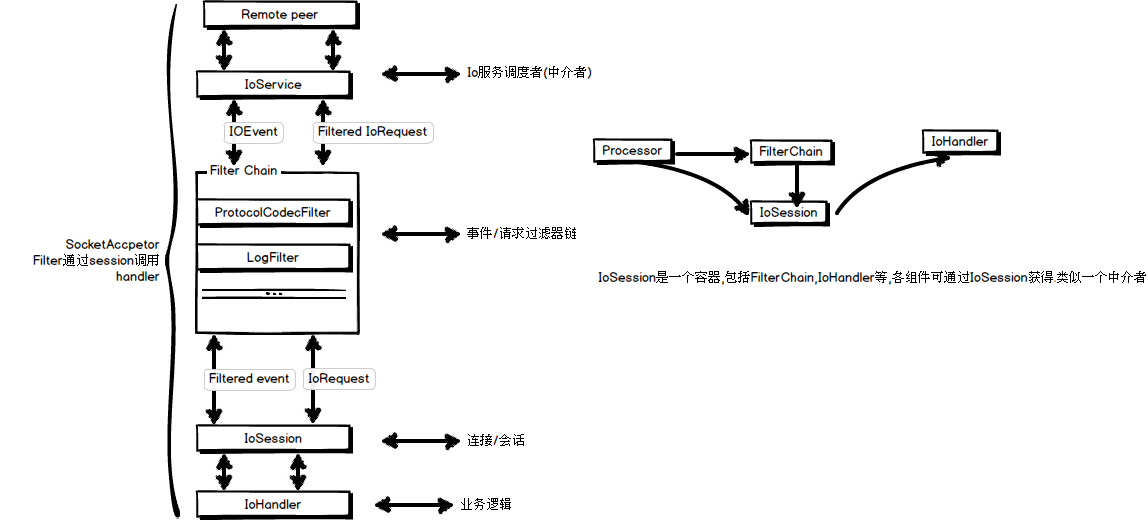 Remote peer
IoService
Io服务调度者(中介者)
IOEvent
Filtered IoRequest
Filter Chain
ProtocolCodecFilter
LogFilter
...
事件/请求过滤器链
SocketAccpetor
Filter通过session调用
handler
Filtered event
IoRequest
IoSession
连接/会话
IoHandler
业务逻辑
Processor
FilterChain
IoHandler
IoSession
IoSession是一个容器,包括FilterChain,IoHandler等,各组件可通过IoSession获得.类似一个中介者